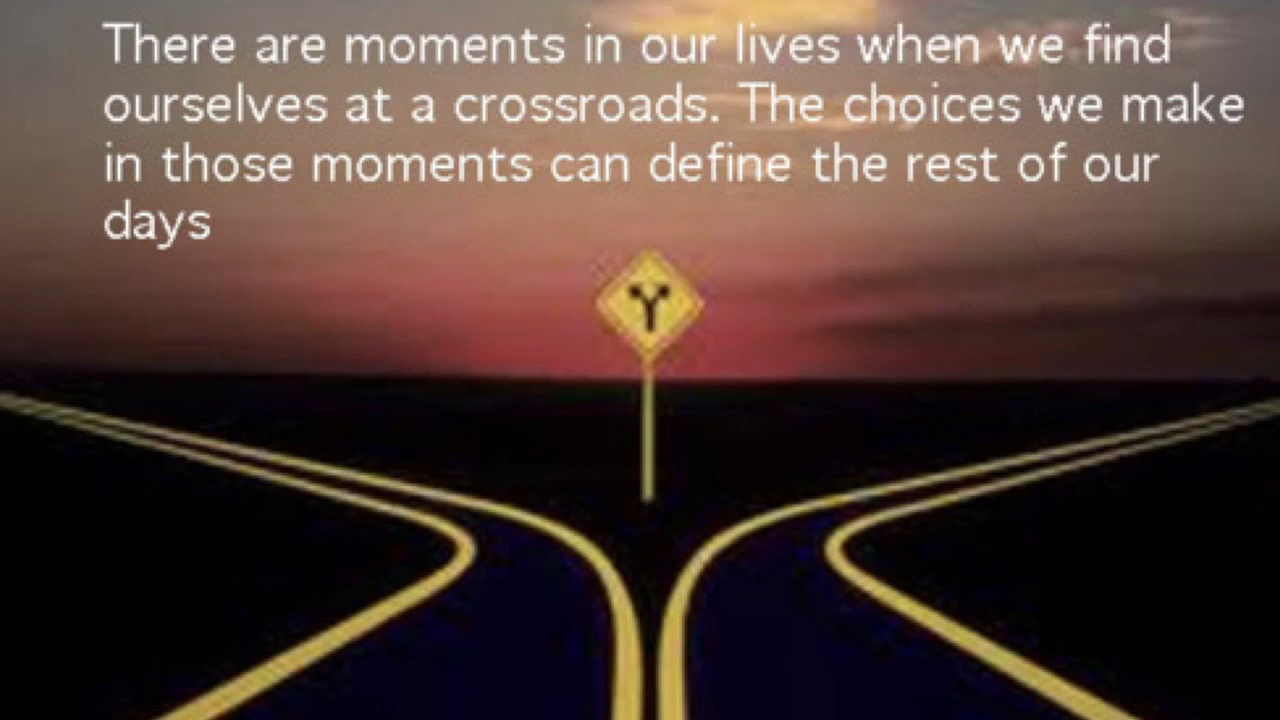 There are moments in our lives when we find
ourselves at a crossroads. The choices we make
in those moments can define the rest of our
days